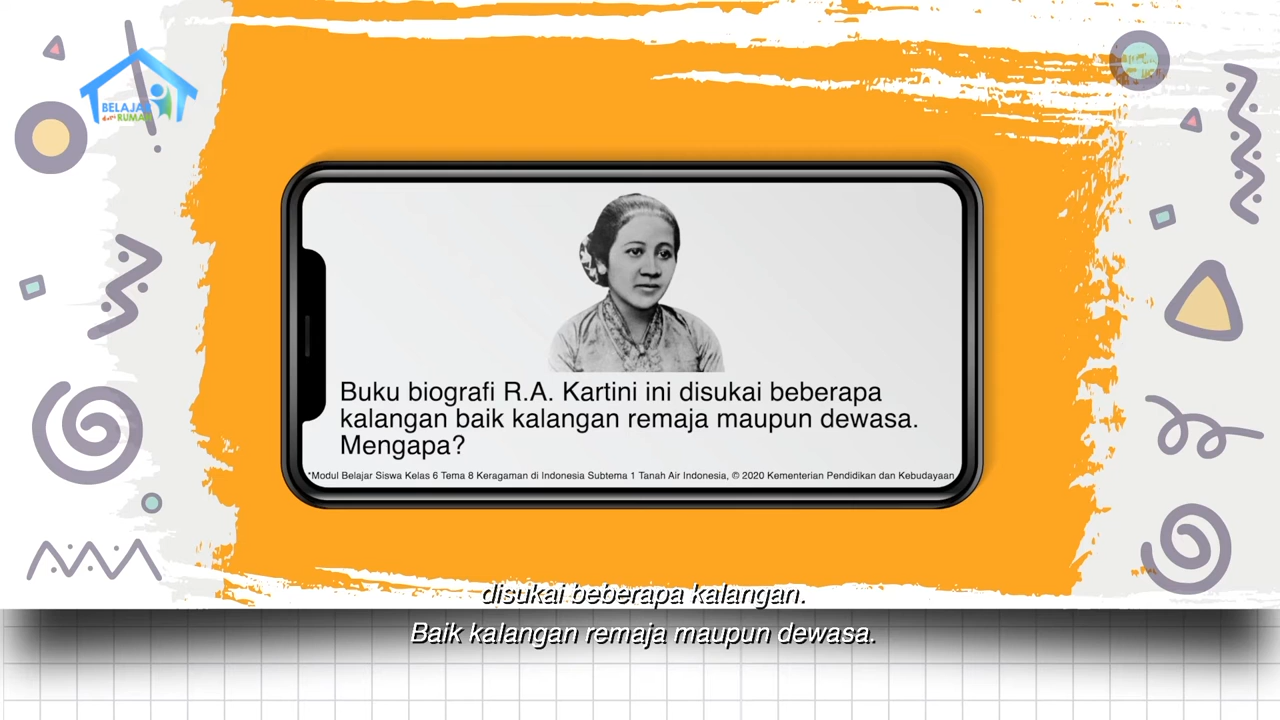 BELAJAR
dari RUMAH
Buku biografi R.A. Kartini ini disukai beberapa
kalangan baik kalangan remaja maupun dewasa.
Mengapa?
*Modul Belajar Siswa Kelas 6 Tema 8 Keragaman di Indonesia Subtema 1 Tanah Air Indonesia, © 2020 Kementerian Pendidikan dan Kebudayaan
disukai beberapa kalangan.
Baik kalangan remaja maupun dewasa.